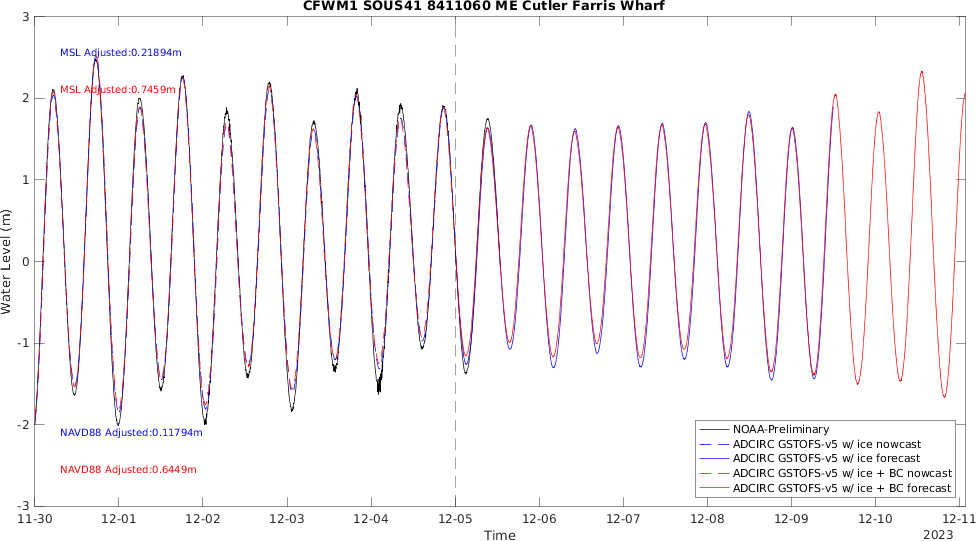 CFWM1 SOUS41 8411060 ME Cutler Farris Wharf
MSL Adjusted:0.21894m
MSL Adjusted:0.7459m
NAVD88 Adjusted:0.11794m
NAVD88 Adjusted:0.6449m
Water Level (m)
3
2
1
0
-1
-2
-3
NOAA-Preliminary
ADCIRC GSTOFS-v5 w/ ice nowcast
ADCIRC GSTOFS-v5 w/ ice forecast
ADCIRC GSTOFS-v5 w/ ice + BC nowcast
ADCIRC GSTOFS-v5 w/ ice + BC forecast
11-30 12-01 12-02 12-03 12-04 12-05 12-06 12-07 12-08 12-09 12-10 12-11
Time
2023